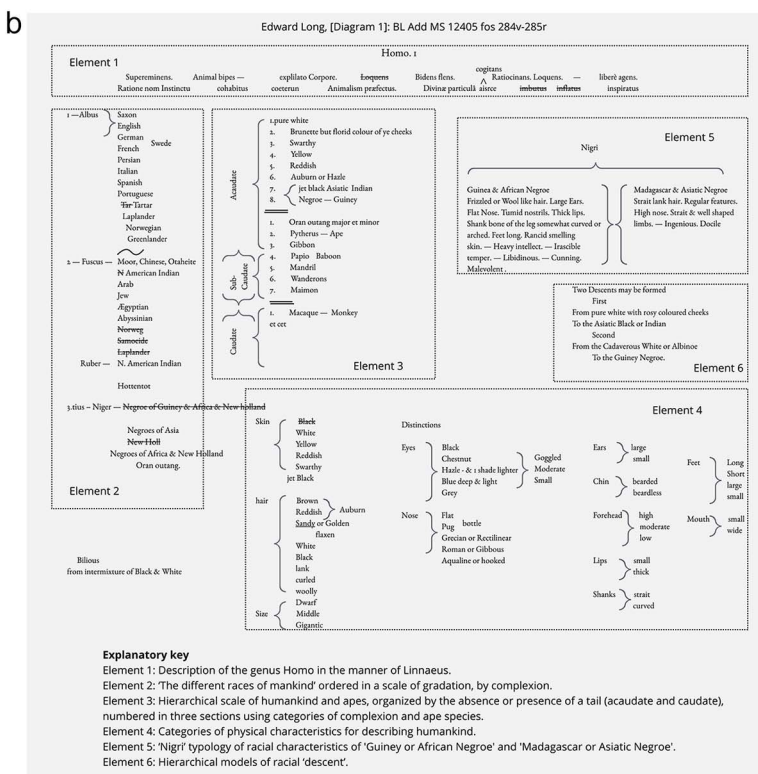 b
Edward Long, [Diagram 1]: BL Add MS 12405 fos 284v-285r
Element 1
Homo. 1
cogitans
Supereminens. Animal bipes — explilato Corpore. Loquens Bidens flens. ^ Ratiocinans. Loquens. — liberè agens.
Ratione nom Instinctu cohabitus coeterun Animalism præfectus. Divinæ particulâ aisrce imbutus inflatus inspiratus
1 —Albus Saxon
English
German
French Swede
Persian
Italian
Spanish
Portuguese
Tar Tartar
Laplander
Norwegian
Greenlander
2 — Fuscus — Moor, Chinese, Otaheite
N American Indian
Arab
Jew
Ægyptian
Abyssinian
Norweg
Samoeide
Laplander
Ruber — N. American Indian
Hottentot
3.tius – Niger — Negroe of Guiney & Africa & New holland
Negroes of Asia
New Holl
Negroes of Africa & New Holland
Oran outang.
Element 2
Bilious
from intermixture of Black & White
Acaudate
1.pure white
2. Brunette but florid colour of ye cheeks
3. Swarthy
4. Yellow
5. Reddish
6. Auburn or Hazle
7. jet black Asiatic Indian
8. Negroe — Guiney
1. Oran outang major et minor
2. Pytherus — Ape
3. Gibbon
Sub-Caudate
4. Papio Baboon
5. Mandril
6. Wanderons
7. Maimon
Caudate
1. Macaque — Monkey
et cet
Element 3
Element 5
Nigri
Guinea & African Negroe
Frizzled or Wool like hair. Large Ears.
Flat Nose. Tumid nostrils. Thick lips.
Shank bone of the leg somewhat curved or
arched. Feet long. Rancid smelling
skin. — Heavy intellect. — Irascible
temper. — Libidinous. — Cunning.
Malevolent .
Madagascar & Asiatic Negroe
Strait lank hair. Regular features.
High nose. Strait & well shaped
limbs. — Ingenious. Docile
Two Descents may be formed
First
From pure white with rosy coloured cheeks
To the Asiatic Black or Indian
Second
From the Cadaverous White or Albinoe
To the Guiney Negroe.
Element 6
Element 4
Skin Black
White
Yellow
Reddish
Swarthy
jet Black
hair Brown
Reddish Auburn
Sandy or Golden
flaxen
White
Black
lank
curled
woolly
Size Dwarf
Middle
Gigantic
Distinctions
Eyes Black
Chestnut
Hazle - & 1 shade lighter
Blue deep & light
Grey
Goggled
Moderate
Small
Nose Flat
Pug bottle
Grecian or Rectilinear
Roman or Gibbous
Aqualine or hooked
Ears large
small
Chin bearded
beardless
Forehead high
moderate
low
Lips small
thick
Shanks strait
curved
Feet Long
Short
large
small
Mouth small
wide
Explanatory key
Element 1: Description of the genus Homo in the manner of Linnaeus.
Element 2: ‘The different races of mankind’ ordered in a scale of gradation, by complexion.
Element 3: Hierarchical scale of humankind and apes, organized by the absence or presence of a tail (acaudate and caudate),
numbered in three sections using categories of complexion and ape species.
Element 4: Categories of physical characteristics for describing humankind.
Element 5: ‘Nigri’ typology of racial characteristics of 'Guiney or African Negroe' and 'Madagascar or Asiatic Negroe'.
Element 6: Hierarchical models of racial ‘descent’.